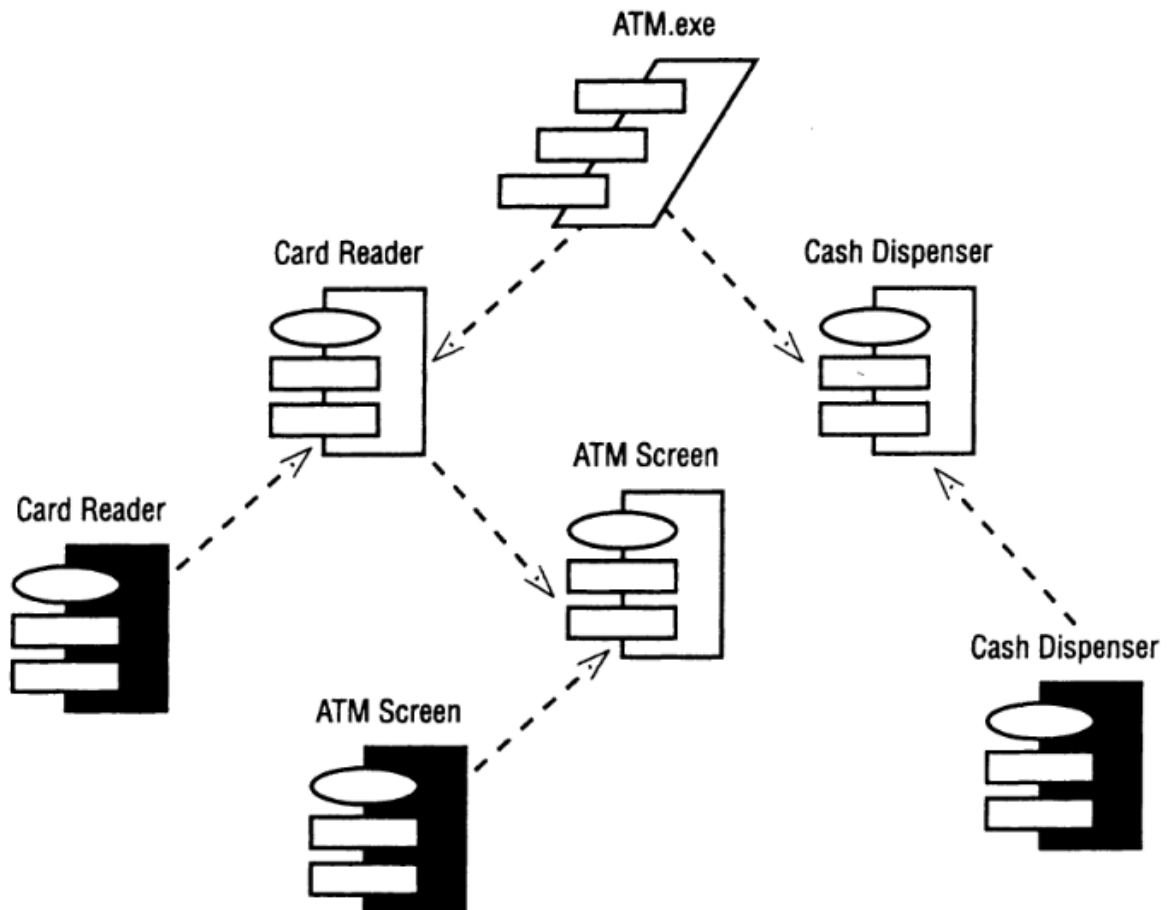 ATM.exe
Card Reader
Cash Dispenser
ATM Screen
Card Reader
Cash Dispenser
ATM Screen